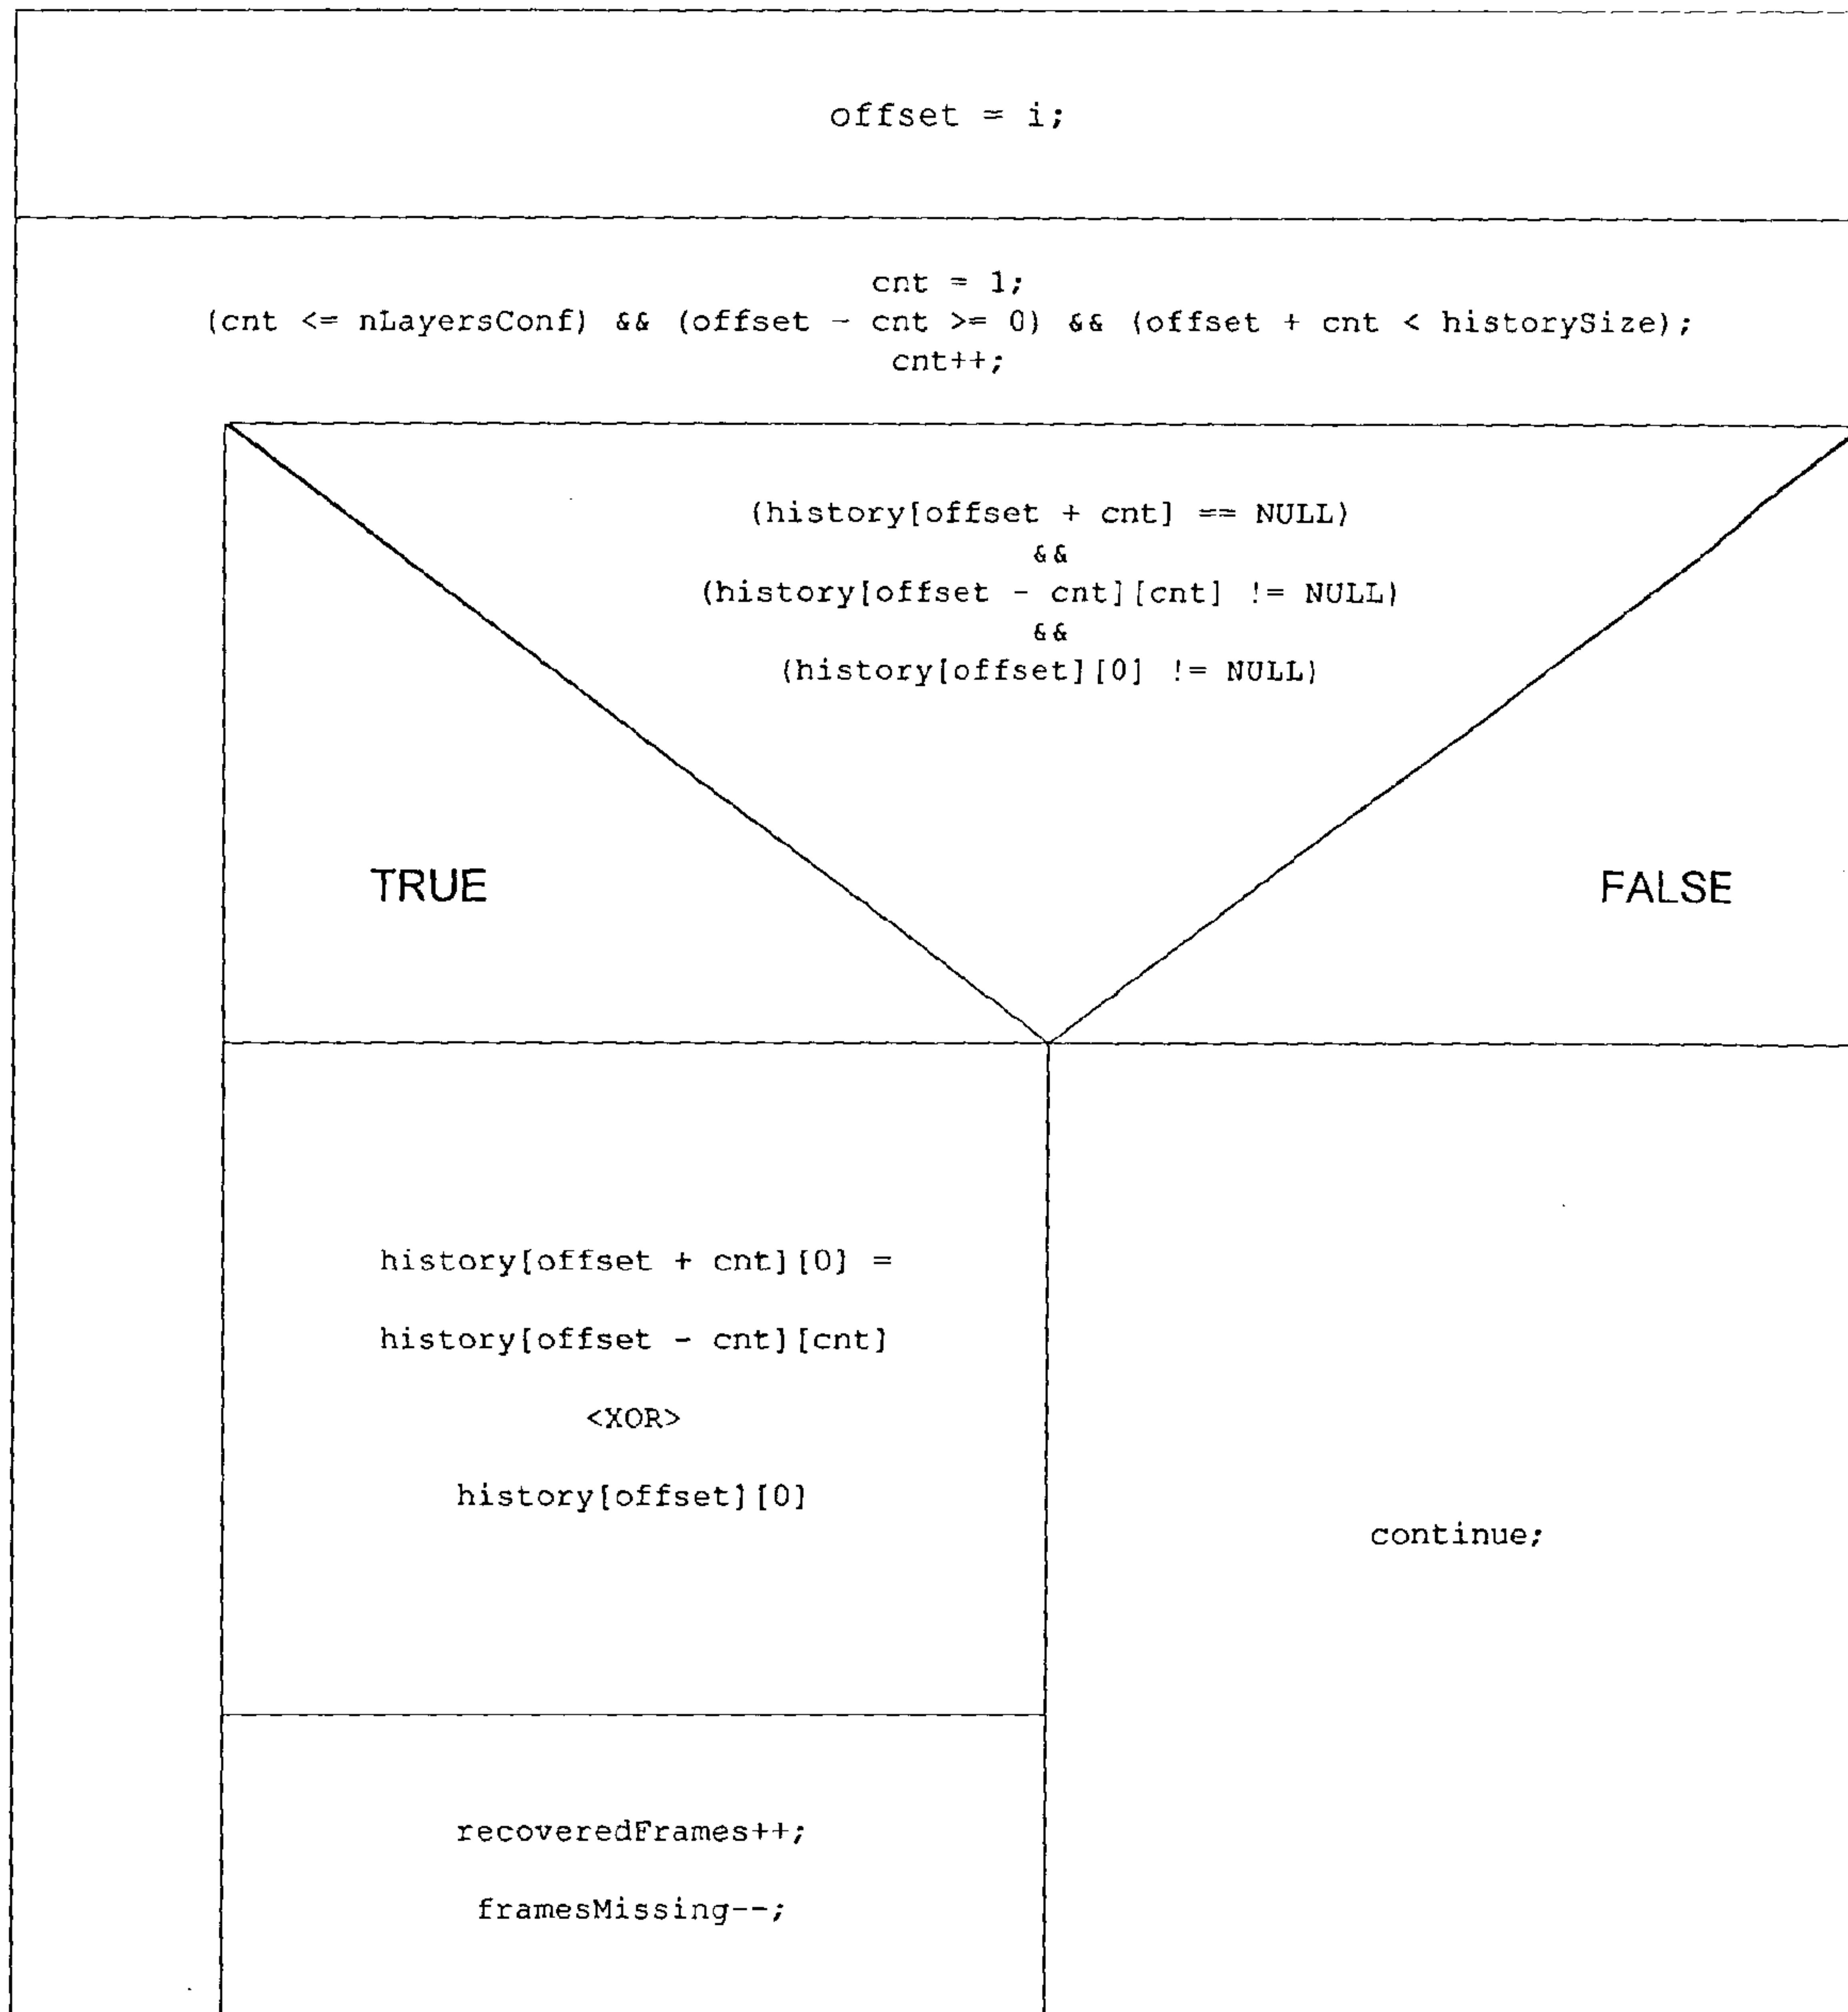 offset = i;
cnt = 1;
(cnt <= nLayersConf) && (offset - cnt >= 0) && (offset + cnt < historySize);
cnt++;
(history[offset + cnt] == NULL)
&&
(history[offset - cnt][cnt] != NULL)
&&
(history[offset][0] != NULL)
TRUE
FALSE
history[offset + cnt][0] =
history[offset - cnt][cnt]
<XOR>
history[offset][0]
continue;
recoveredFrames++;
framesMissing--;